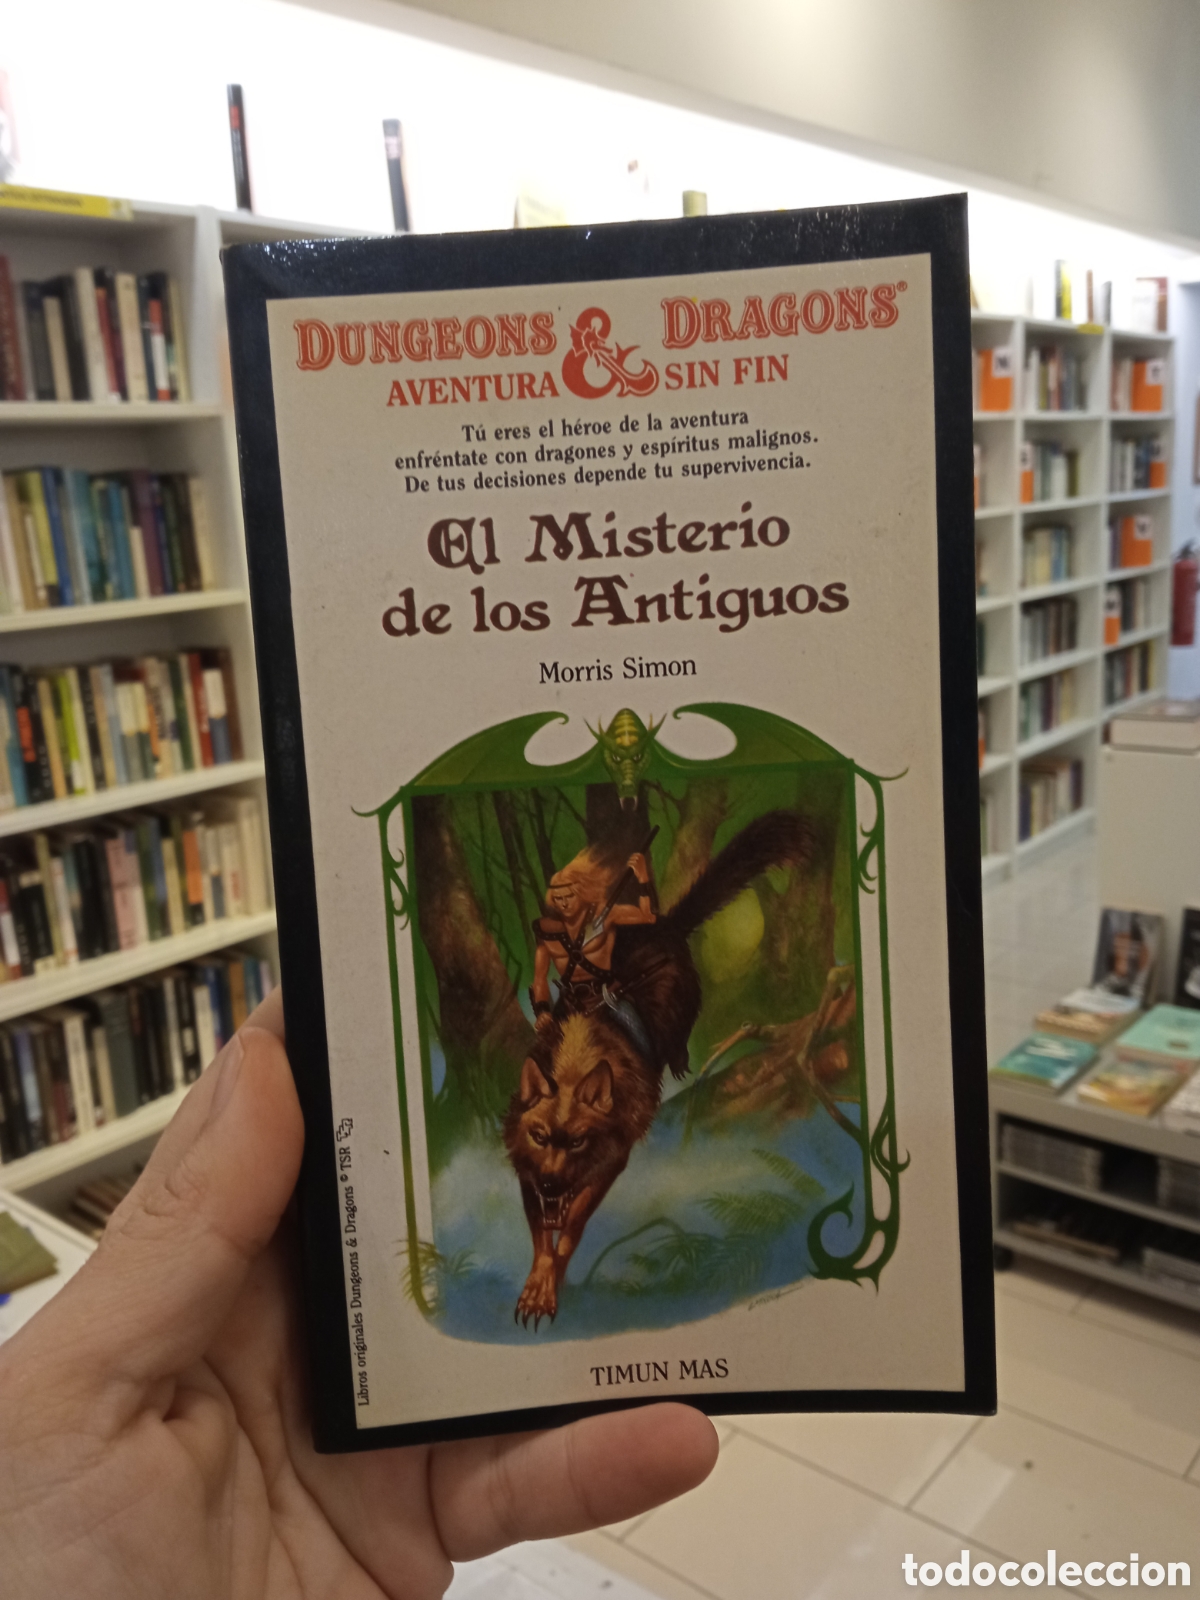 DUNGEONS & DRAGONS®
AVENTURA SIN FIN
Tú eres el héroe de la aventura
enfréntate con dragones y espíritus malignos.
De tus decisiones depende tu supervivencia.
El Misterio
de los Antiguos
Morris Simon
Libros originales Dungeons & Dragons © TSR
TIMUN MAS
todocoleccion